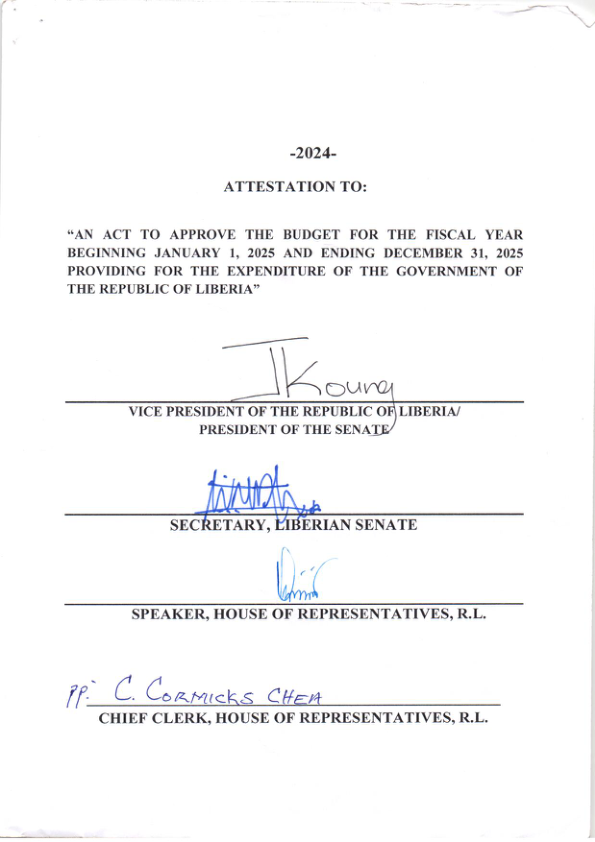 -2024-
ATTESTATION TO:
“AN ACT TO APPROVE THE BUDGET FOR THE FISCAL YEAR
BEGINNING JANUARY 1, 2025 AND ENDING DECEMBER 31, 2025
PROVIDING FOR THE EXPENDITURE OF THE GOVERNMENT OF
THE REPUBLIC OF LIBERIA”
JKoung
VICE PRESIDENT OF THE REPUBLIC OF LIBERIA/
PRESIDENT OF THE SENATE
SECRETARY, LIBERIAN SENATE
SPEAKER, HOUSE OF REPRESENTATIVES, R.L.
PP: C. CORMICKS CHEA
CHIEF CLERK, HOUSE OF REPRESENTATIVES, R.L.